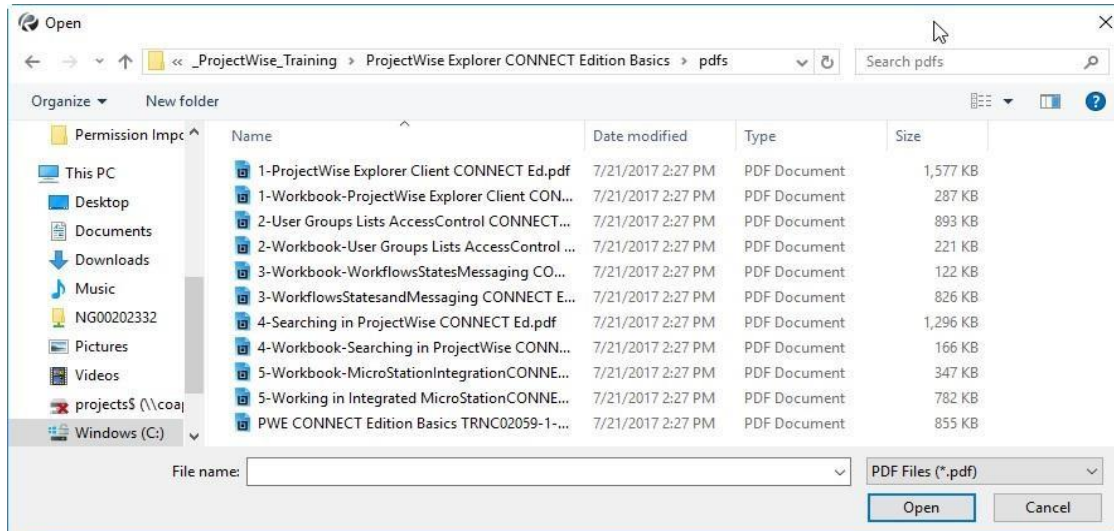 Open
« _ProjectWise_Training > ProjectWise Explorer CONNECT Edition Basics > pdfs
Search pdfs
Organize
New folder
Permission Impc
This PC
Desktop
Documents
Downloads
Music
NG00202332
Pictures
Videos
projects$ (\\coa
Windows (C:)
Name Date modified Type Size
1-ProjectWise Explorer Client CONNECT Ed.pdf 7/21/2017 2:27 PM PDF Document 1,577 KB
1-Workbook-ProjectWise Explorer Client CON... 7/21/2017 2:27 PM PDF Document 287 KB
2-User Groups Lists AccessControl CONNECT... 7/21/2017 2:27 PM PDF Document 893 KB
2-Workbook-User Groups Lists AccessControl ... 7/21/2017 2:27 PM PDF Document 221 KB
3-Workbook-WorkflowsStatesMessaging CO... 7/21/2017 2:27 PM PDF Document 122 KB
3-WorkflowsStatesandMessaging CONNECT E... 7/21/2017 2:27 PM PDF Document 826 KB
4-Searching in ProjectWise CONNECT Ed.pdf 7/21/2017 2:27 PM PDF Document 1,296 KB
4-Workbook-Searching in ProjectWise CONN... 7/21/2017 2:27 PM PDF Document 166 KB
5-Workbook-MicroStationIntegrationCONNE... 7/21/2017 2:27 PM PDF Document 347 KB
5-Working in Integrated MicroStationCONNE... 7/21/2017 2:27 PM PDF Document 782 KB
PWE CONNECT Edition Basics TRNC02059-1-... 7/21/2017 2:27 PM PDF Document 855 KB
File name:
PDF Files (*.pdf)
Open
Cancel